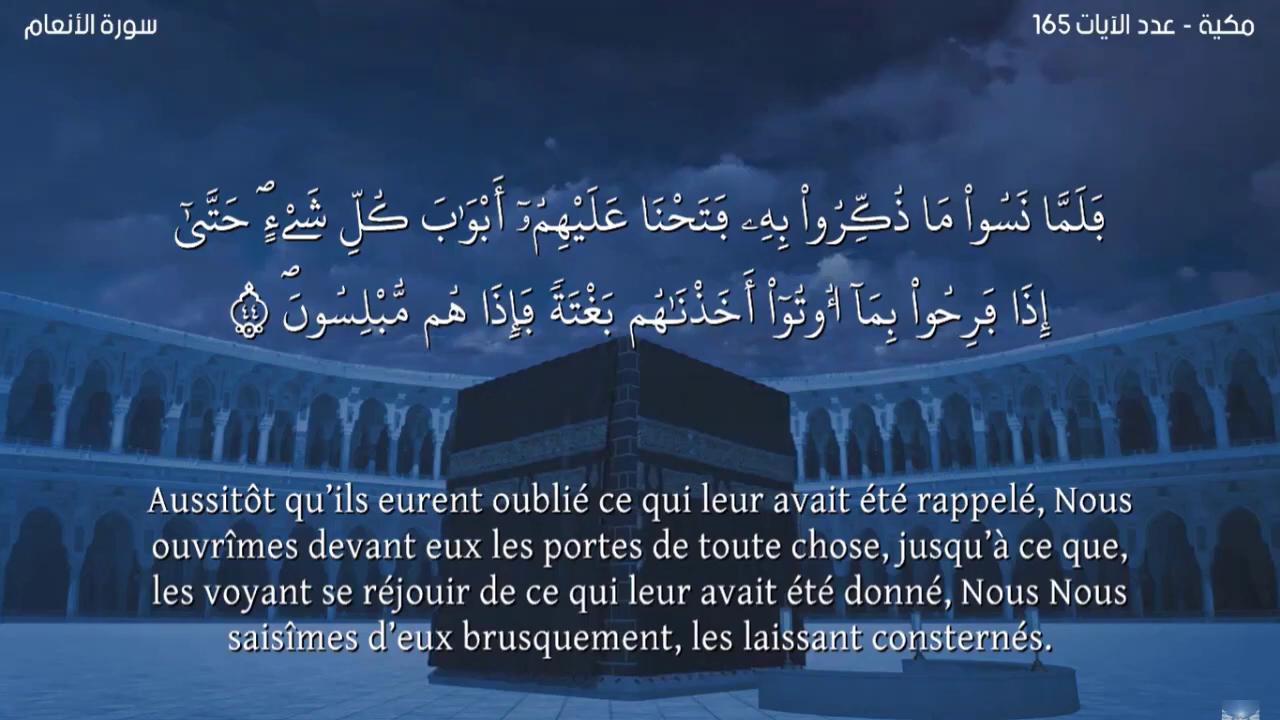 سورة الأنعام
مكية - عدد الآيات 165
فَلَمَّا نَسُواْ مَا ذُكِّرُواْ بِهِۦ فَتَحْنَا عَلَيْهِمُۥٓ أَبْوَٰبَ كُلِّ شَےْءٍۖ حَتَّىٰٓ
إِذَا فَرِحُواْ بِمَآ أُوتُوٓاْ أَخَذْنَٰهُم بَغْتَةً فَإِذَا هُم مُّبْلِسُونَۖ ٤٤
Aussitôt qu’ils eurent oublié ce qui leur avait été rappelé, Nous
ouvrîmes devant eux les portes de toute chose, jusqu’à ce que,
les voyant se réjouir de ce qui leur avait été donné, Nous Nous
saisîmes d’eux brusquement, les laissant consternés.